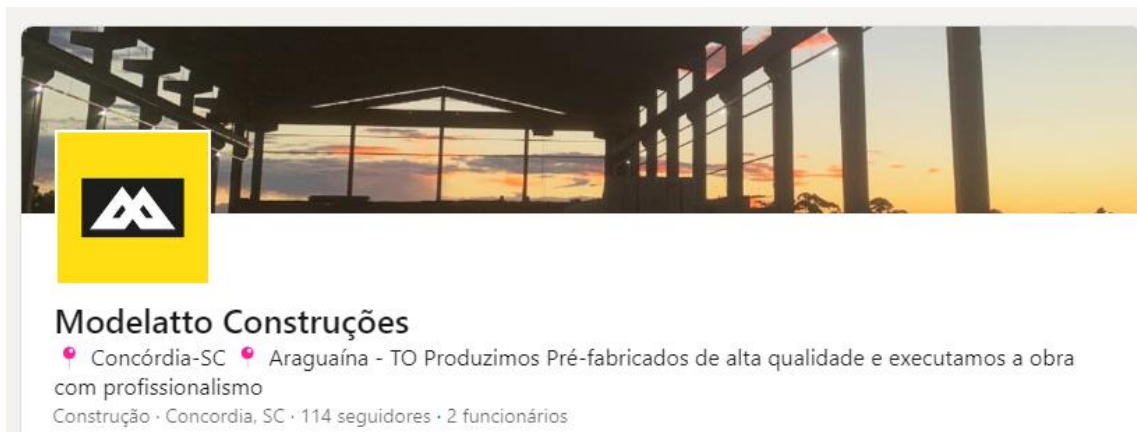 Modelatto Construções
📍 Concórdia-SC 📍 Araguaína - TO Produzimos Pré-fabricados de alta qualidade e executamos a obra
com profissionalismo
Construção · Concordia, SC · 114 seguidores · 2 funcionários